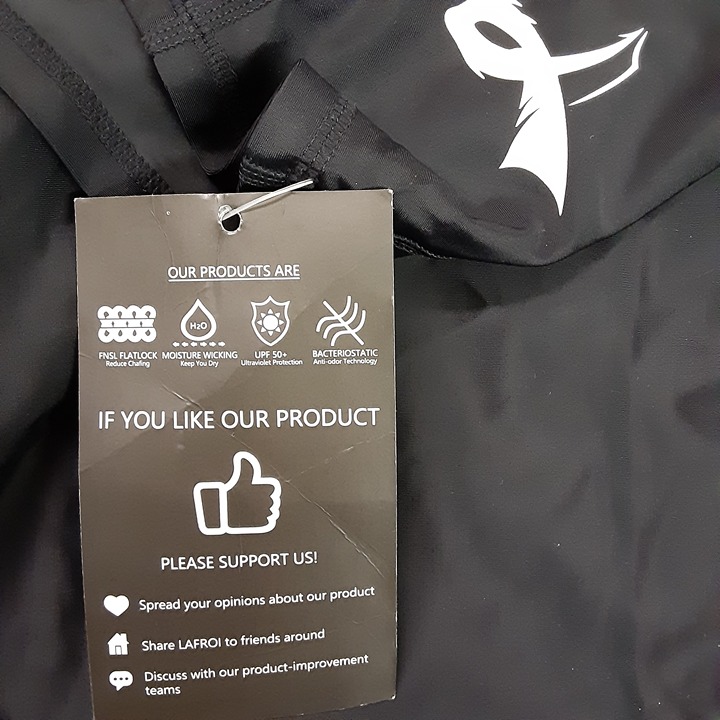 OUR PRODUCTS ARE
H₂O
FNSL FLATLOCK MOISTURE WICKING UPF 50+ BACTERIOSTATIC
Reduce Chafing Keep You Dry Ultraviolet Protection Anti-odor Technology
IF YOU LIKE OUR PRODUCT
PLEASE SUPPORT US!
Spread your opinions about our product
Share LAFROI to friends around
Discuss with our product-improvement
teams